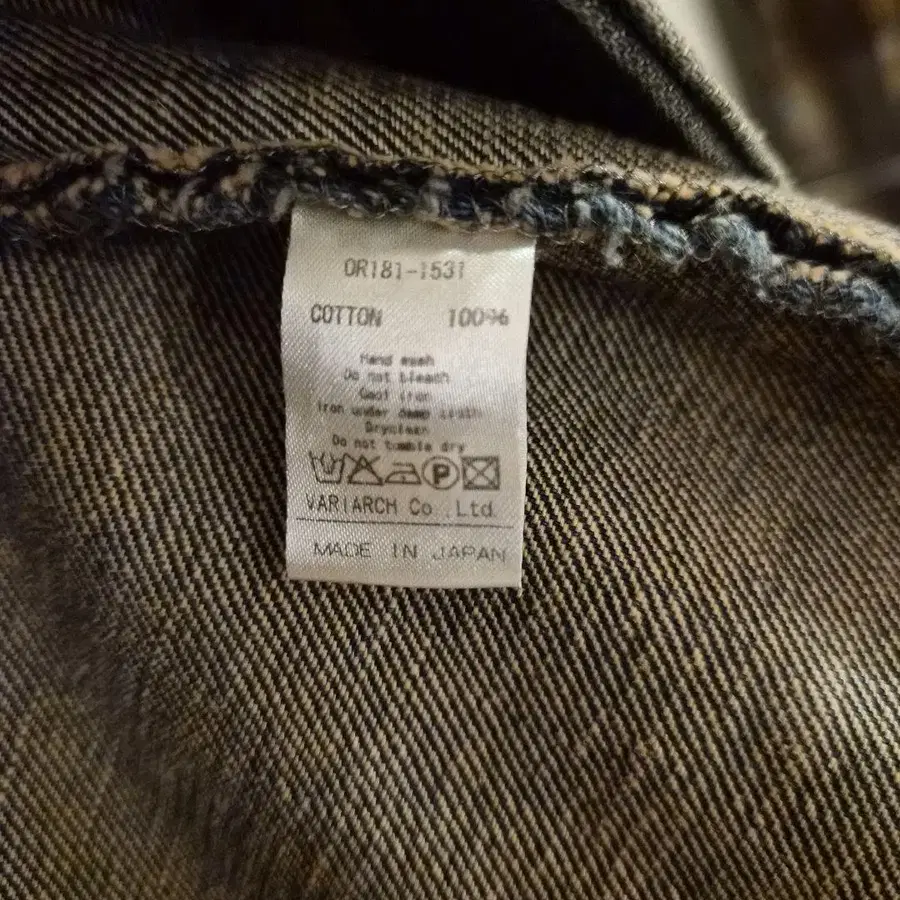 OR181-1531
COTTON 100%
Hand wash
Do not bleach
Cool iron
Iron under damp cloth
Dryclean
Do not tumble dry
P
VARIARCH Co.,Ltd.
MADE IN JAPAN